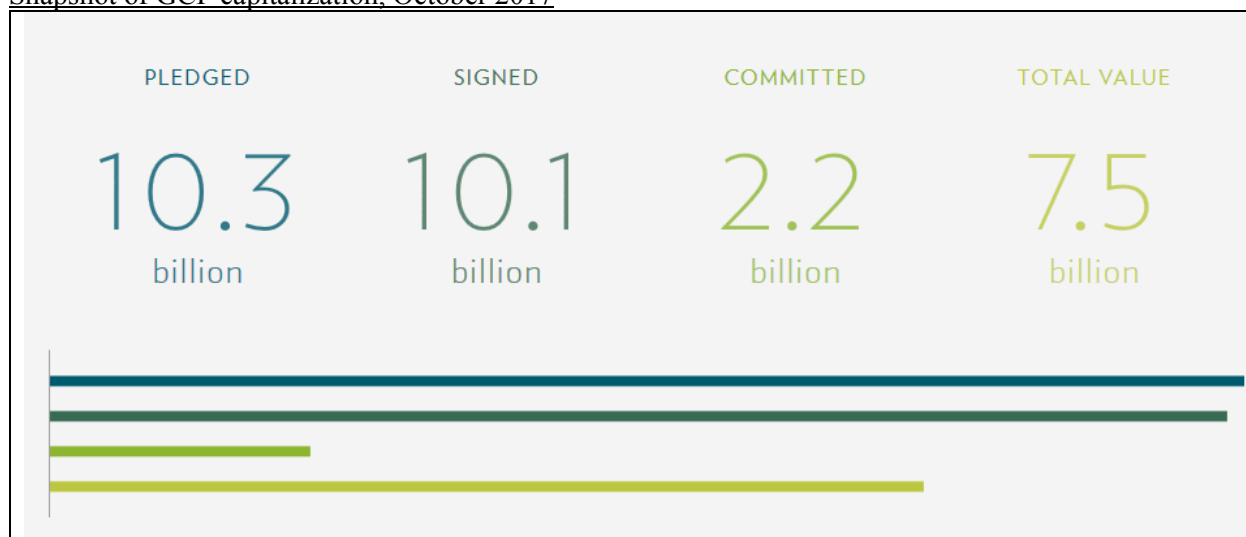 Snapshot of GCF capitalization, October 2017
PLEDGED SIGNED COMMITTED TOTAL VALUE
10.3 10.1 2.2 7.5
billion billion billion billion